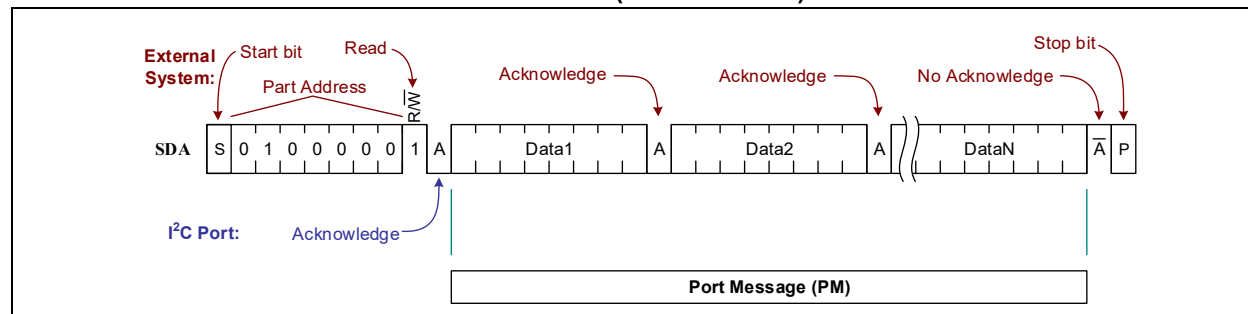 External System:
Start bit
Read
Stop bit
Part Address
R/W̅
Acknowledge
Acknowledge
No Acknowledge
SDA S 0 1 0 0 0 0 0 1 A Data1 A Data2 A DataN A̅ P
I²C Port:
Acknowledge
Port Message (PM)